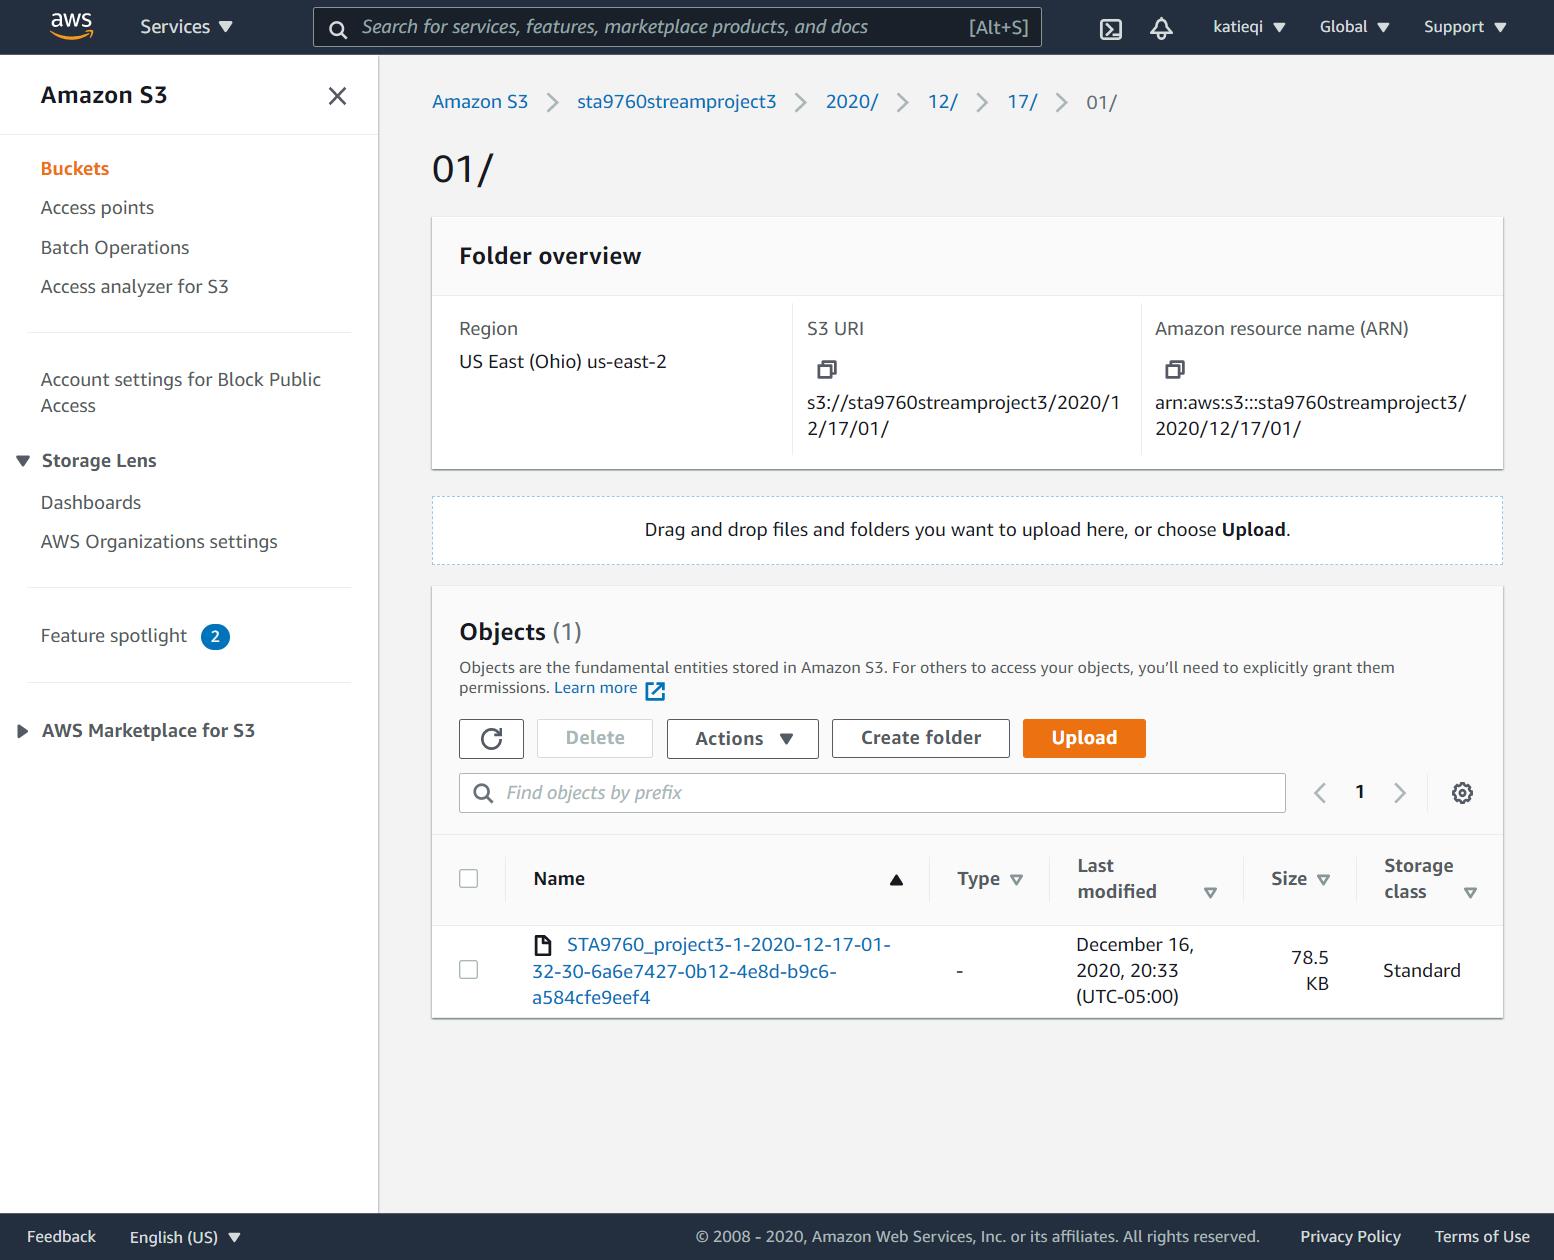 aws
Services
Search for services, features, marketplace products, and docs
[Alt+S]
katieqi
Global
Support
Amazon S3
Buckets
Access points
Batch Operations
Access analyzer for S3
Account settings for Block Public
Access
Storage Lens
Dashboards
AWS Organizations settings
Feature spotlight 2
AWS Marketplace for S3
Amazon S3 > sta9760streamproject3 > 2020/ > 12/ > 17/ > 01/
01/
Folder overview
Region
US East (Ohio) us-east-2
S3 URI
s3://sta9760streamproject3/2020/1
2/17/01/
Amazon resource name (ARN)
arn:aws:s3:::sta9760streamproject3/
2020/12/17/01/
Drag and drop files and folders you want to upload here, or choose Upload.
Objects (1)
Objects are the fundamental entities stored in Amazon S3. For others to access your objects, you’ll need to explicitly grant them
permissions. Learn more
Delete
Actions
Create folder
Upload
Find objects by prefix
1
Name
Type
Last
modified
Size
Storage
class
STA9760_project3-1-2020-12-17-01-
32-30-6a6e7427-0b12-4e8d-b9c6-
a584cfe9eef4
-
December 16,
2020, 20:33
(UTC-05:00)
78.5
KB
Standard
Feedback
English (US)
© 2008 - 2020, Amazon Web Services, Inc. or its affiliates. All rights reserved.
Privacy Policy
Terms of Use